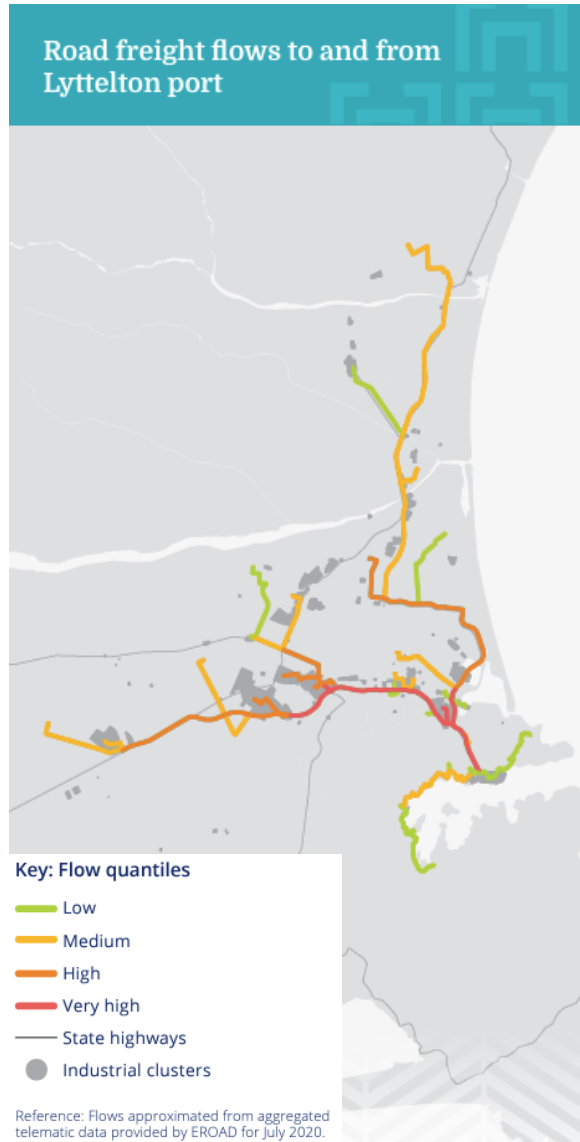 Road freight flows to and from
Lyttelton port
Key: Flow quantiles
Low
Medium
High
Very high
State highways
Industrial clusters
Reference: Flows approximated from aggregated
telematic data provided by EROAD for July 2020.